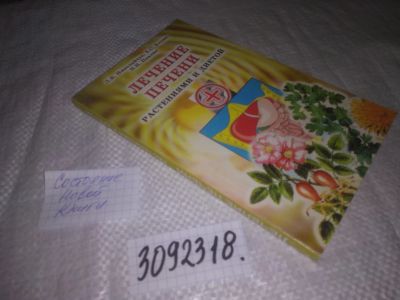 ЛЕЧЕНИЕ
ПЕЧЕНИ
РАСТЕНИЯМИ И ДИЕТОЙ
Состояние
новой
книги
3092318.